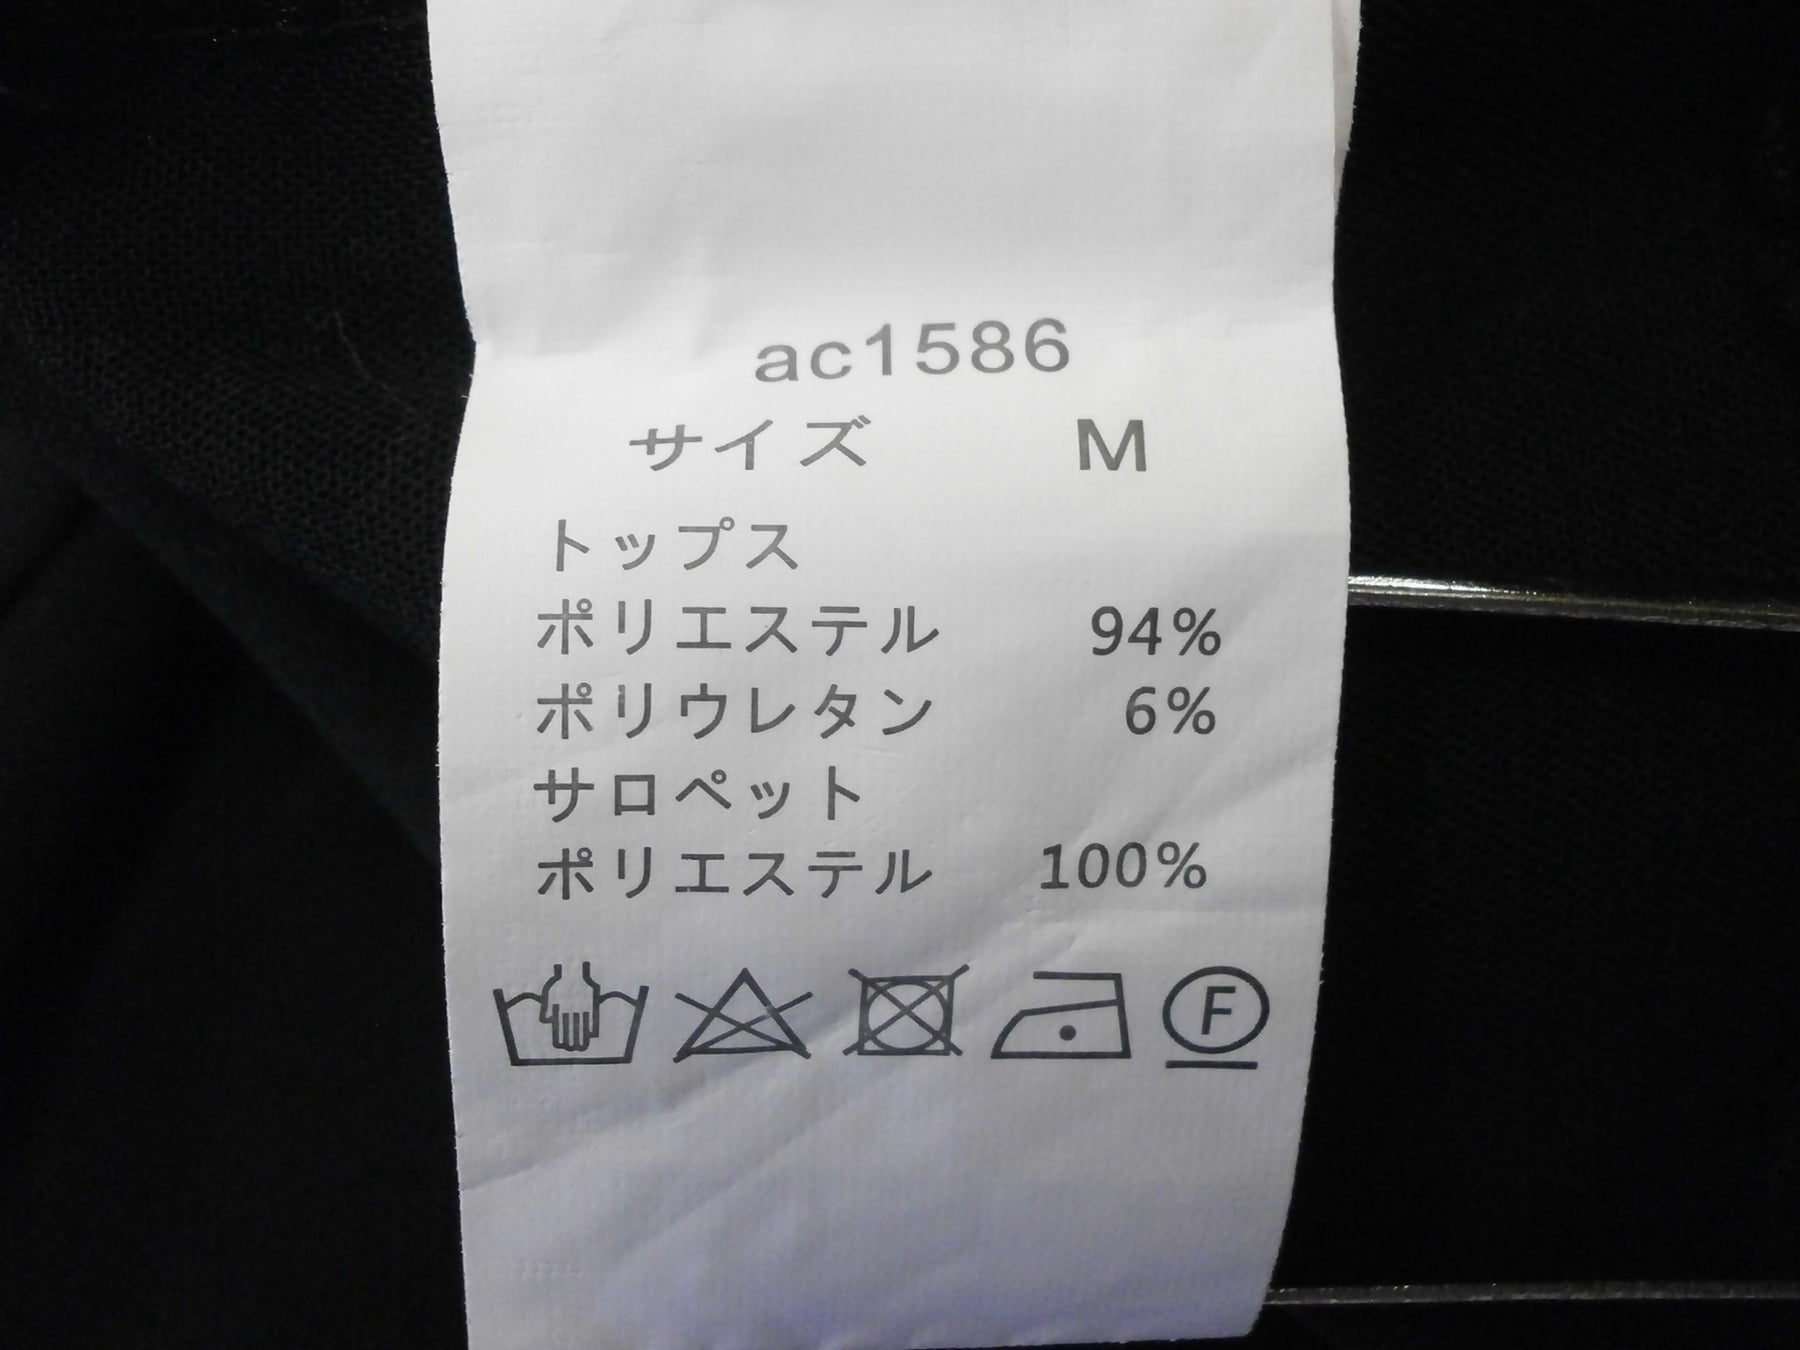 ac1586
サイズ M
トップス
ポリエステル 94%
ポリウレタン 6%
サロペット
ポリエステル 100%
F